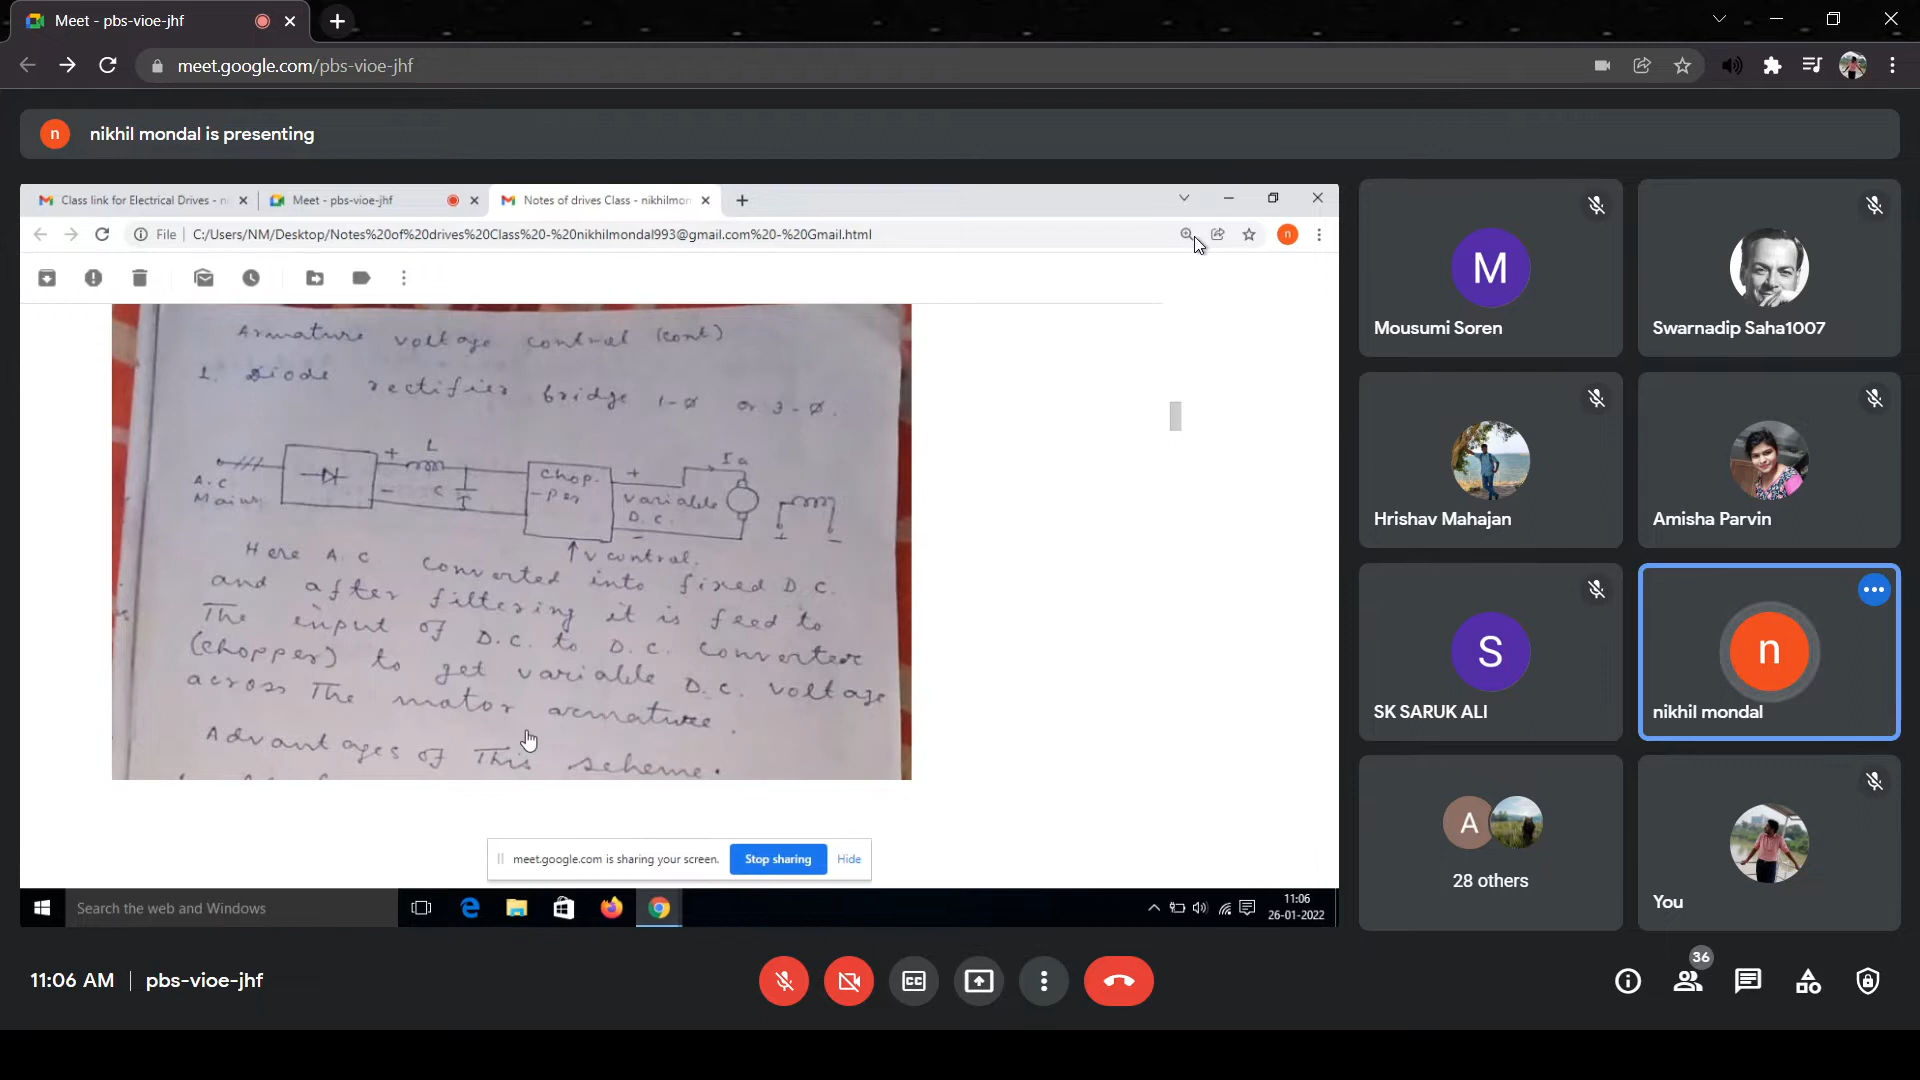 Meet - pbs-vioe-jhf
meet.google.com/pbs-vioe-jhf
n nikhil mondal is presenting
Class link for Electrical Drives - n
Meet - pbs-vioe-jhf
Notes of drives Class - nikhilmon
File C:/Users/NM/Desktop/Notes%20of%20drives%20Class%20-%20nikhilmondal993@gmail.com%20-%20Gmail.html
n
Armature voltage control (cont)
1. Diode rectifier bridge 1-Ø or 3-Ø.
A.C Mains
+ L
- C
Chop. -per
+ Variable D.C. -
Ia
+ -
↑ V control.
Here A.C. converted into fixed D.C.
and after filtering it is feed to
The input of D.C. to D.C. converter
(chopper) to get variable D.C. voltage
across The motor armature.
Advantages of This scheme.
meet.google.com is sharing your screen. Stop sharing Hide
Search the web and Windows
11:06
26-01-2022
M
Mousumi Soren
Swarnadip Saha1007
Hrishav Mahajan
Amisha Parvin
S
SK SARUK ALI
n
nikhil mondal
A
28 others
You
11:06 AM | pbs-vioe-jhf
CC
36